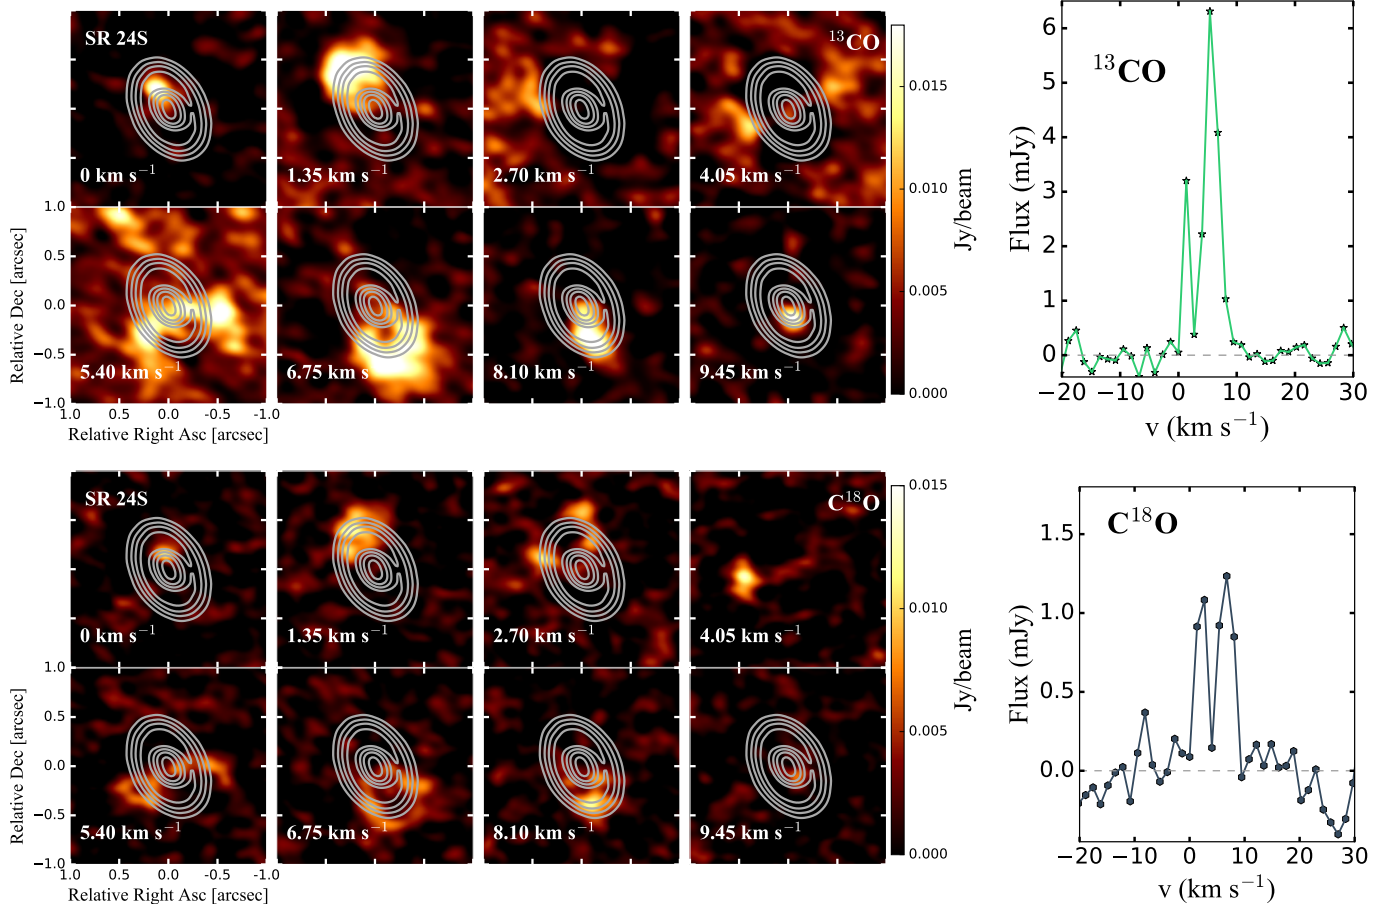 SR 24S
¹³CO
0 km s⁻¹
1.35 km s⁻¹
2.70 km s⁻¹
4.05 km s⁻¹
5.40 km s⁻¹
6.75 km s⁻¹
8.10 km s⁻¹
9.45 km s⁻¹
1.0
0.5
0.0
−0.5
−1.0
Relative Dec [arcsec]
1.0 0.5 0.0 -0.5 -1.0
Relative Right Asc [arcsec]
0.015
0.010
0.005
0.000
Jy/beam
¹³CO
6
5
4
3
2
1
0
Flux (mJy)
−20 −10 0 10 20 30
v (km s⁻¹)
SR 24S
C¹⁸O
0 km s⁻¹
1.35 km s⁻¹
2.70 km s⁻¹
4.05 km s⁻¹
5.40 km s⁻¹
6.75 km s⁻¹
8.10 km s⁻¹
9.45 km s⁻¹
1.0
0.5
0.0
−0.5
−1.0
Relative Dec [arcsec]
1.0 0.5 0.0 -0.5 -1.0
Relative Right Asc [arcsec]
0.015
0.010
0.005
0.000
Jy/beam
C¹⁸O
1.5
1.0
0.5
0.0
Flux (mJy)
−20 −10 0 10 20 30
v (km s⁻¹)